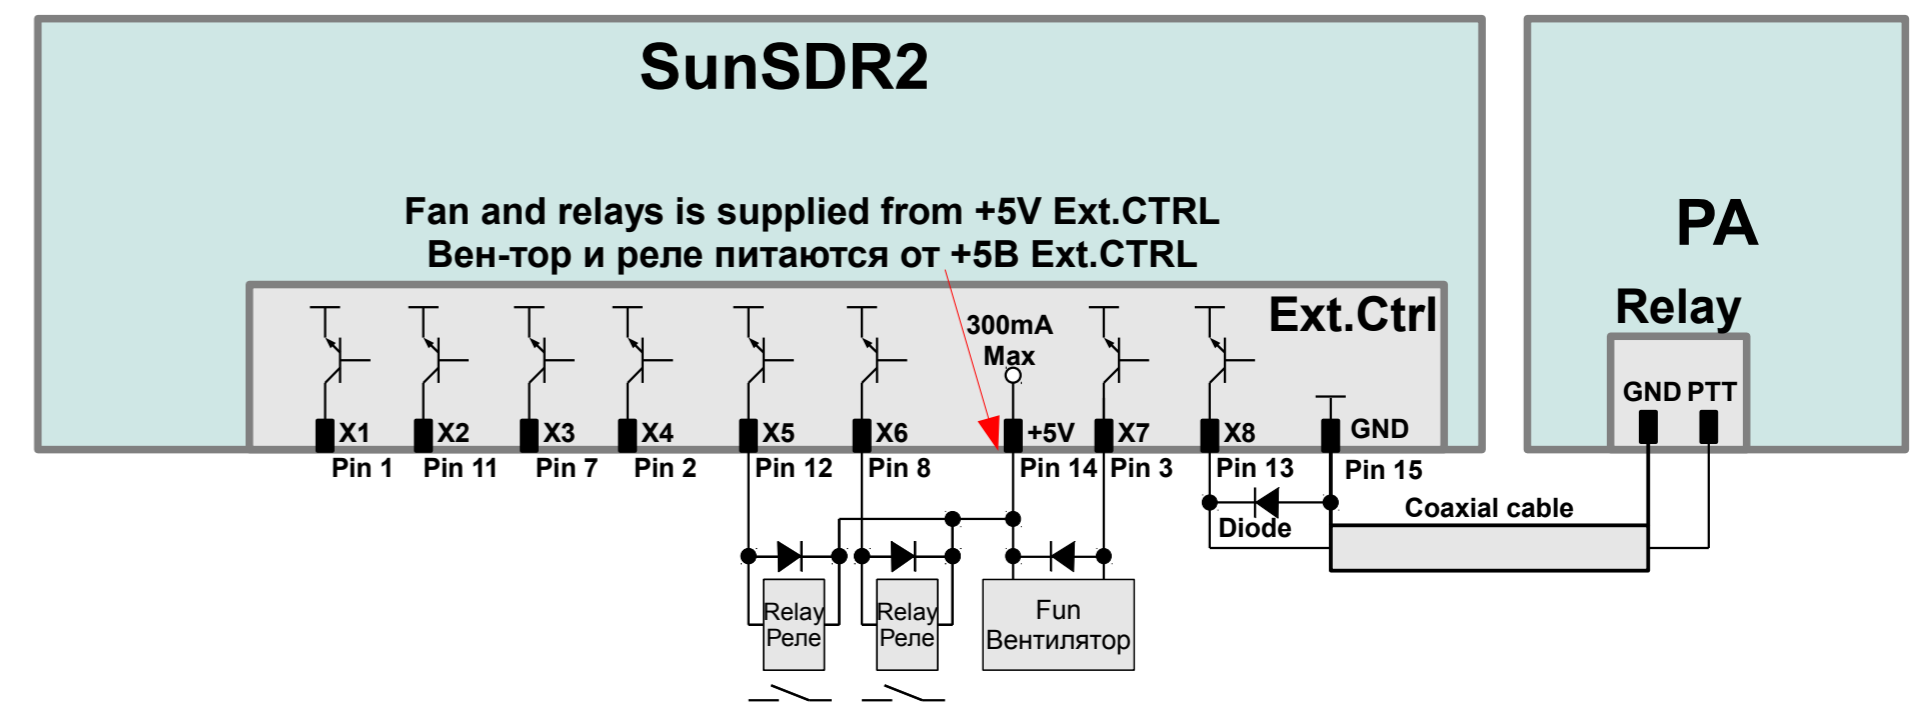 SunSDR2
Fan and relays is supplied from +5V Ext.CTRL
Вен-тор и реле питаются от +5В Ext.CTRL
PA
Relay
GND PTT
Ext.Ctrl
300mA
Max
X1
X2
X3
X4
X5
X6
+5V
X7
X8
GND
Pin 1
Pin 11
Pin 7
Pin 2
Pin 12
Pin 8
Pin 14
Pin 3
Pin 13
Pin 15
Diode
Coaxial cable
Relay
Реле
Relay
Реле
Fun
Вентилятор